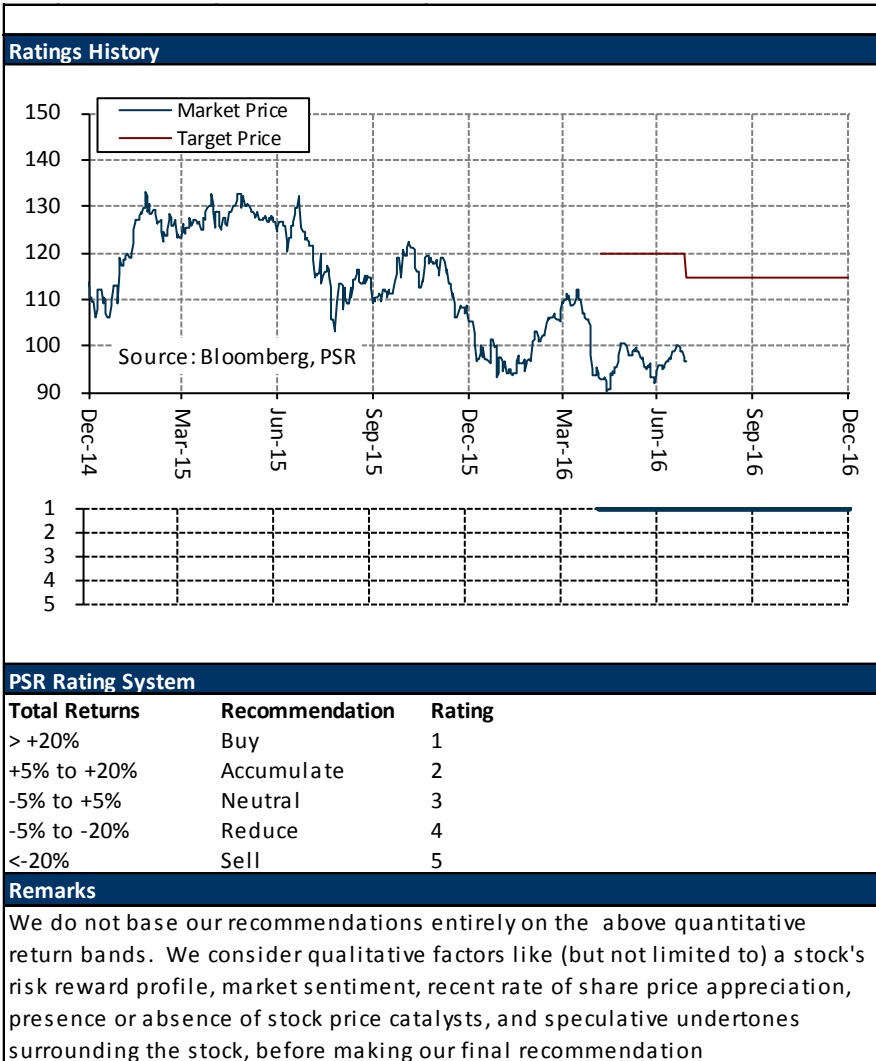 Ratings History
Market Price
Target Price
150
140
130
120
110
100
90
Source: Bloomberg, PSR
Dec-14
Mar-15
Jun-15
Sep-15
Dec-15
Mar-16
Jun-16
Sep-16
Dec-16
1
2
3
4
5
PSR Rating System
Total Returns Recommendation Rating
> +20% Buy 1
+5% to +20% Accumulate 2
-5% to +5% Neutral 3
-5% to -20% Reduce 4
<-20% Sell 5
Remarks
We do not base our recommendations entirely on the above quantitative
return bands. We consider qualitative factors like (but not limited to) a stock's
risk reward profile, market sentiment, recent rate of share price appreciation,
presence or absence of stock price catalysts, and speculative undertones
surrounding the stock, before making our final recommendation